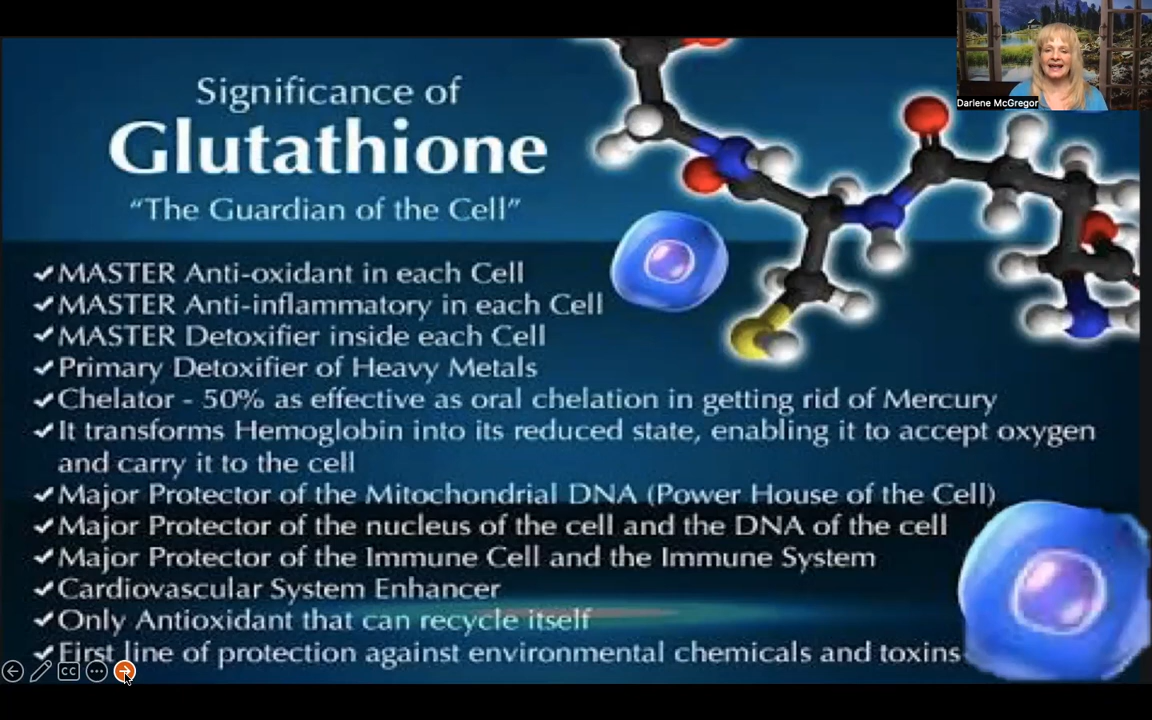 Darlene McGregor
Significance of
Glutathione
"The Guardian of the Cell"
✔MASTER Anti-oxidant in each Cell
✔MASTER Anti-inflammatory in each Cell
✔MASTER Detoxifier inside each Cell
✔Primary Detoxifier of Heavy Metals
✔Chelator - 50% as effective as oral chelation in getting rid of Mercury
✔It transforms Hemoglobin into its reduced state, enabling it to accept oxygen
and carry it to the cell
✔Major Protector of the Mitochondrial DNA (Power House of the Cell)
✔Major Protector of the nucleus of the cell and the DNA of the cell
✔Major Protector of the Immune Cell and the Immune System
✔Cardiovascular System Enhancer
✔Only Antioxidant that can recycle itself
✔First line of protection against environmental chemicals and toxins
CC